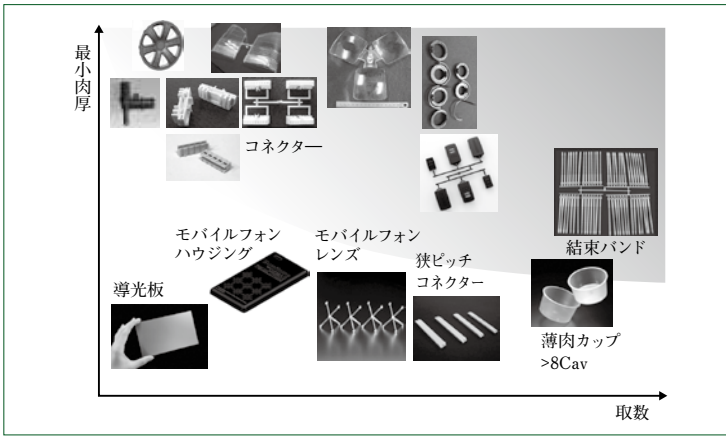 最小肉厚
コネクター
モバイルフォン
ハウジング
モバイルフォン
レンズ
狭ピッチ
コネクター
結束バンド
導光板
薄肉カップ
>8Cav
取数